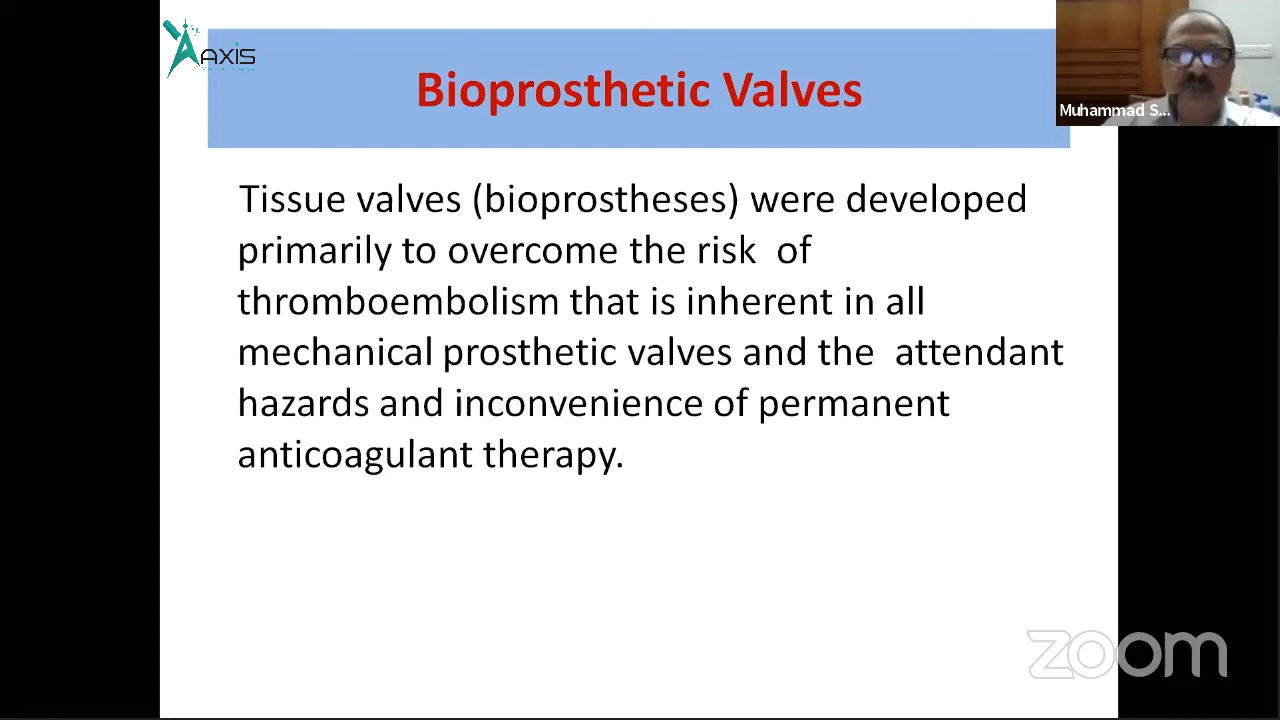 AXIS
Bioprosthetic Valves
Muhammad S...
Tissue valves (bioprostheses) were developed
primarily to overcome the risk of
thromboembolism that is inherent in all
mechanical prosthetic valves and the attendant
hazards and inconvenience of permanent
anticoagulant therapy.
zoom